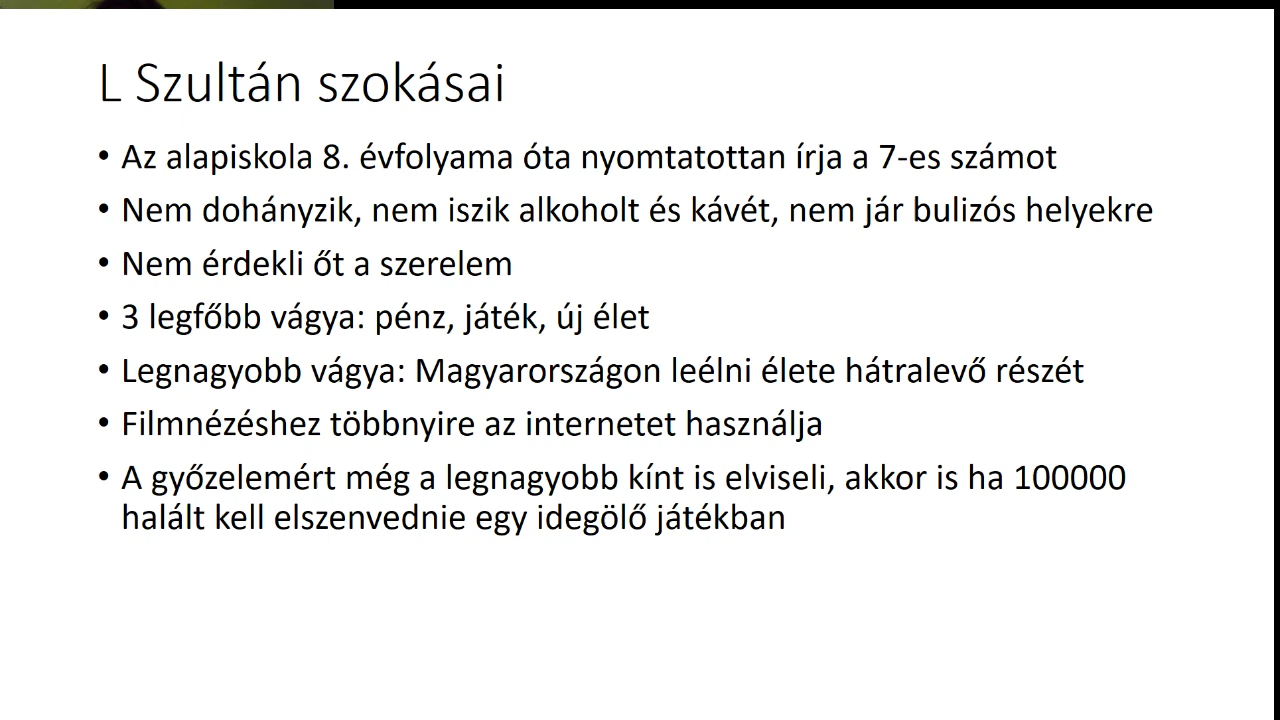 L Szultán szokásai
• Az alapiskola 8. évfolyama óta nyomtatottan írja a 7-es számot
• Nem dohányzik, nem iszik alkoholt és kávét, nem jár bulizós helyekre
• Nem érdekli őt a szerelem
• 3 legfőbb vágya: pénz, játék, új élet
• Legnagyobb vágya: Magyarországon leélni élete hátralevő részét
• Filmnézéshez többnyire az internetet használja
• A győzelemért még a legnagyobb kínt is elviseli, akkor is ha 100000
halált kell elszenvednie egy idegölő játékban